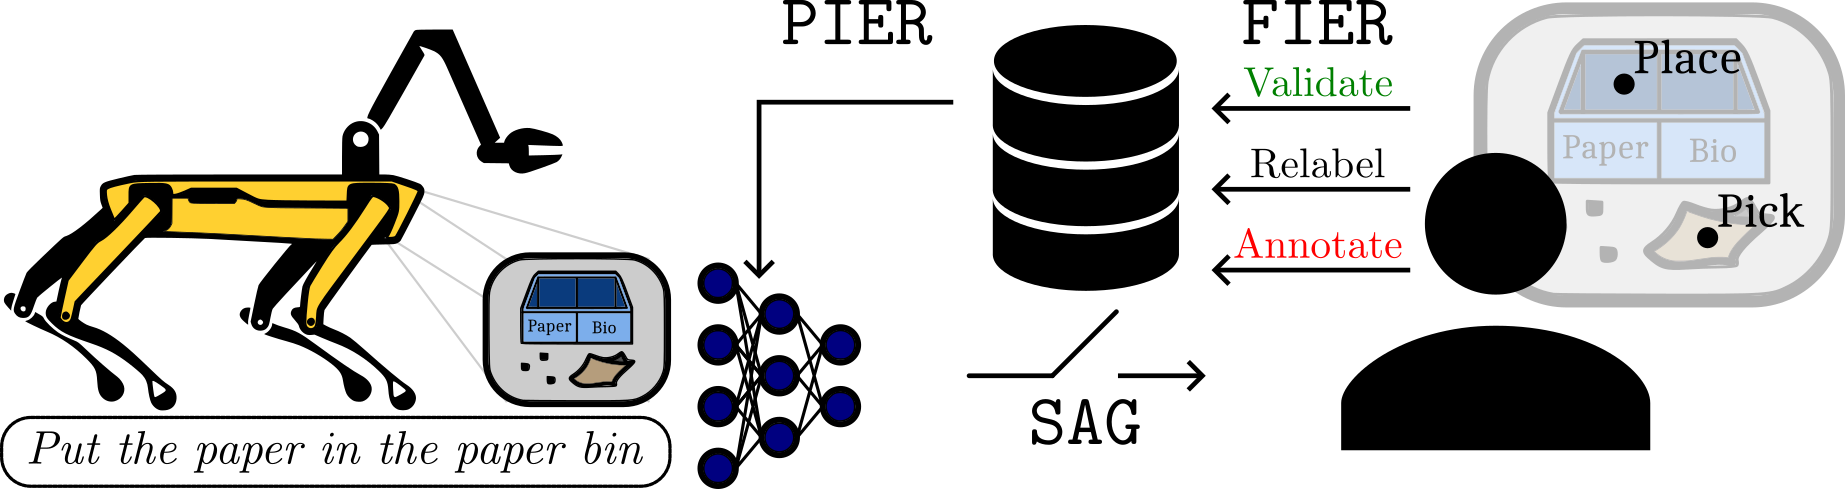 PIER
FIER
Validate
Relabel
Annotate
Place
Paper Bio
Pick
Paper Bio
SAG
Put the paper in the paper bin